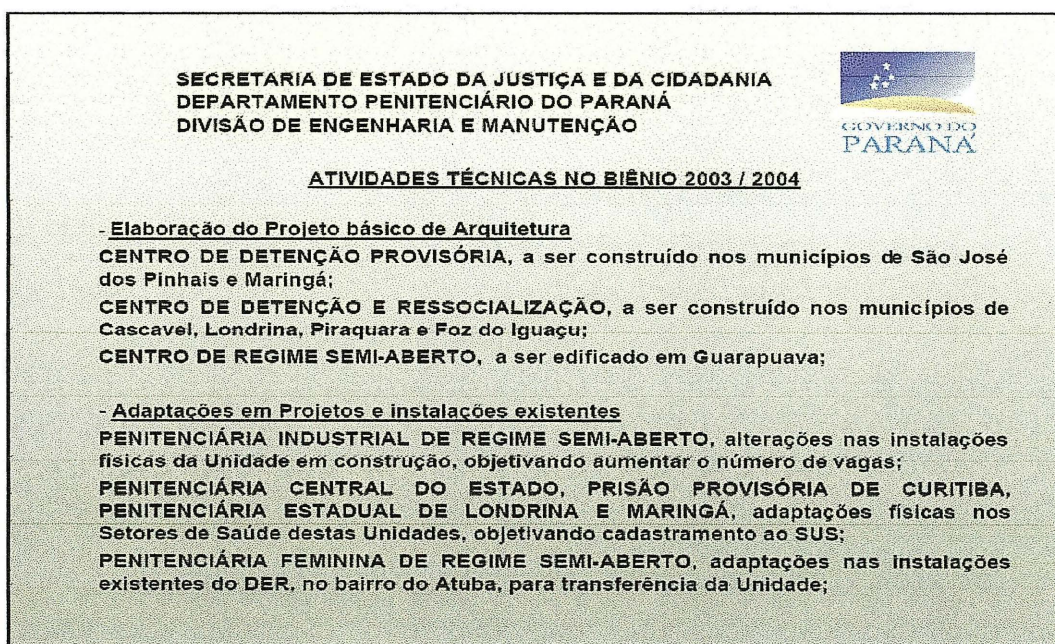 SECRETARIA DE ESTADO DA JUSTIÇA E DA CIDADANIA
DEPARTAMENTO PENITENCIÁRIO DO PARANÁ
DIVISÃO DE ENGENHARIA E MANUTENÇÃO
GOVERNO DO
PARANÁ
ATIVIDADES TÉCNICAS NO BIÊNIO 2003 / 2004
- Elaboração do Projeto básico de Arquitetura
CENTRO DE DETENÇÃO PROVISÓRIA, a ser construído nos municípios de São José
dos Pinhais e Maringá;
CENTRO DE DETENÇÃO E RESSOCIALIZAÇÃO, a ser construído nos municípios de
Cascavel, Londrina, Piraquara e Foz do Iguaçu;
CENTRO DE REGIME SEMI-ABERTO, a ser edificado em Guarapuava;
- Adaptações em Projetos e instalações existentes
PENITENCIÁRIA INDUSTRIAL DE REGIME SEMI-ABERTO, alterações nas instalações
físicas da Unidade em construção, objetivando aumentar o número de vagas;
PENITENCIÁRIA CENTRAL DO ESTADO, PRISÃO PROVISÓRIA DE CURITIBA,
PENITENCIÁRIA ESTADUAL DE LONDRINA E MARINGÁ, adaptações físicas nos
Setores de Saúde destas Unidades, objetivando cadastramento ao SUS;
PENITENCIÁRIA FEMININA DE REGIME SEMI-ABERTO, adaptações nas instalações
existentes do DER, no bairro do Atuba, para transferência da Unidade;